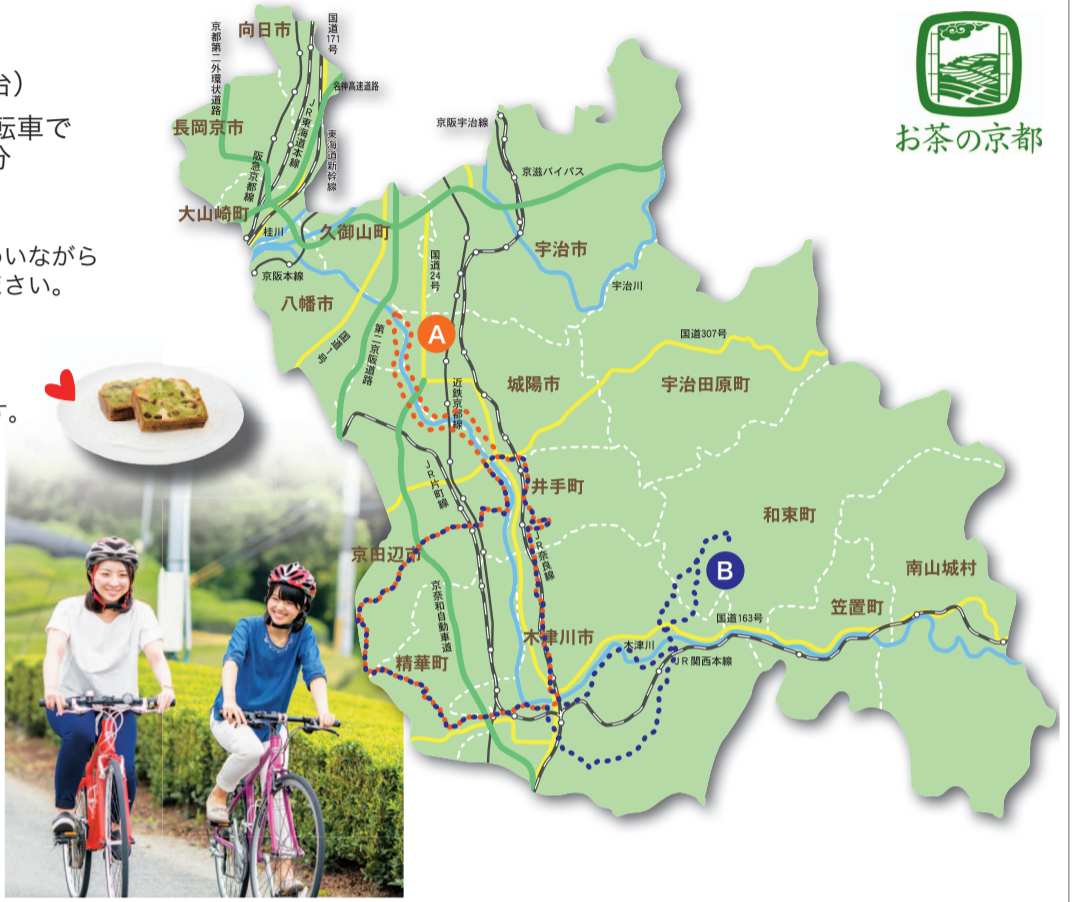 台）
転車で
分
いながら
ださい。
す。
お茶の京都
向日市
国道171号
京都第二外環状道路
名神高速道路
JR東海道本線
長岡京市
阪急京都線
東海道新幹線
大山崎町
桂川
久御山町
京阪宇治線
京滋バイパス
宇治市
国道24号
京阪本線
宇治川
八幡市
A
国道1号
第二京阪道路
国道307号
近鉄京都線
城陽市
宇治田原町
JR片町線
井手町
和束町
JR奈良線
京田辺市
B
南山城村
京奈和自動車道
笠置町
国道163号
木津川市
木津川
精華町
JR関西本線